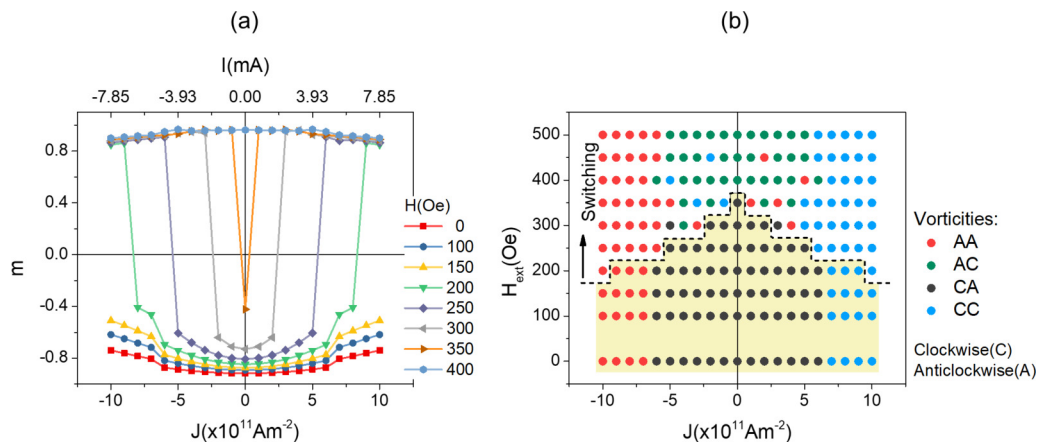 (a)
I(mA)
-7.85 -3.93 0.00 3.93 7.85
0.8
0.4
0.0
-0.4
-0.8
m
-10 -5 0 5 10
J(x10¹¹Am⁻²)
H(Oe)
0
100
150
200
250
300
350
400
(b)
500
400
300
200
100
0
H_ext(Oe)
Switching
-10 -5 0 5 10
J(x10¹¹Am⁻²)
Vorticities:
AA
AC
CA
CC
Clockwise(C)
Anticlockwise(A)